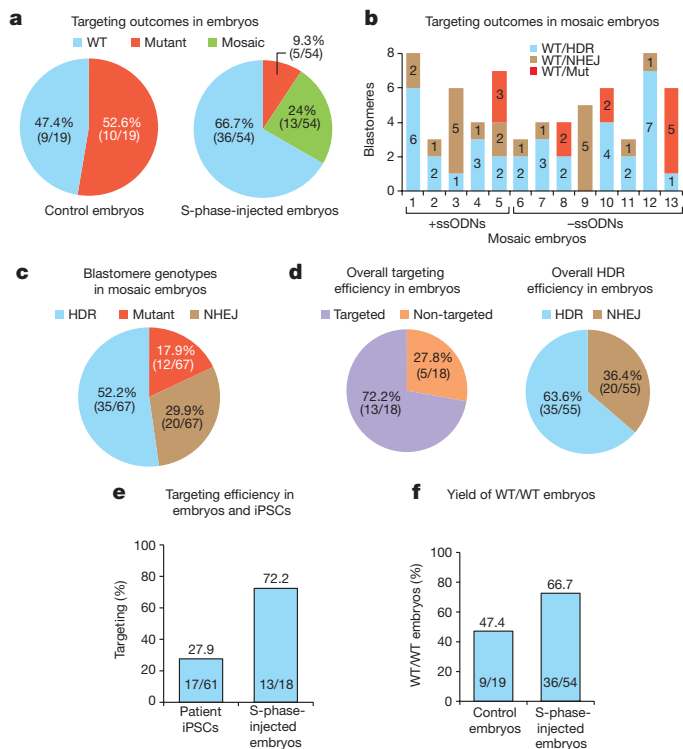 a
Targeting outcomes in embryos
WT Mutant Mosaic
9.3%
(5/54)
47.4%
(9/19)
52.6%
(10/19)
66.7%
(36/54)
24%
(13/54)
Control embryos
S-phase-injected embryos
b
Targeting outcomes in mosaic embryos
WT/HDR
WT/NHEJ
WT/Mut
Blastomeres
8
6
4
2
0
2
6
1
2
5
1
1
3
3
2
2
1
2
1
3
2
2
5
2
4
1
2
1
7
5
1
1 2 3 4 5 6 7 8 9 10 11 12 13
+ssODNs
–ssODNs
Mosaic embryos
c
Blastomere genotypes
in mosaic embryos
HDR Mutant NHEJ
17.9%
(12/67)
52.2%
(35/67)
29.9%
(20/67)
d
Overall targeting
efficiency in embryos
Targeted Non-targeted
27.8%
(5/18)
72.2%
(13/18)
Overall HDR
efficiency in embryos
HDR NHEJ
36.4%
(20/55)
63.6%
(35/55)
e
Targeting efficiency in
embryos and iPSCs
Targeting (%)
100
80
60
40
20
0
27.9
72.2
17/61
13/18
Patient
iPSCs
S-phase-
injected
embryos
f
Yield of WT/WT embryos
WT/WT embryos (%)
100
80
60
40
20
0
47.4
66.7
9/19
36/54
Control
embryos
S-phase-
injected
embryos